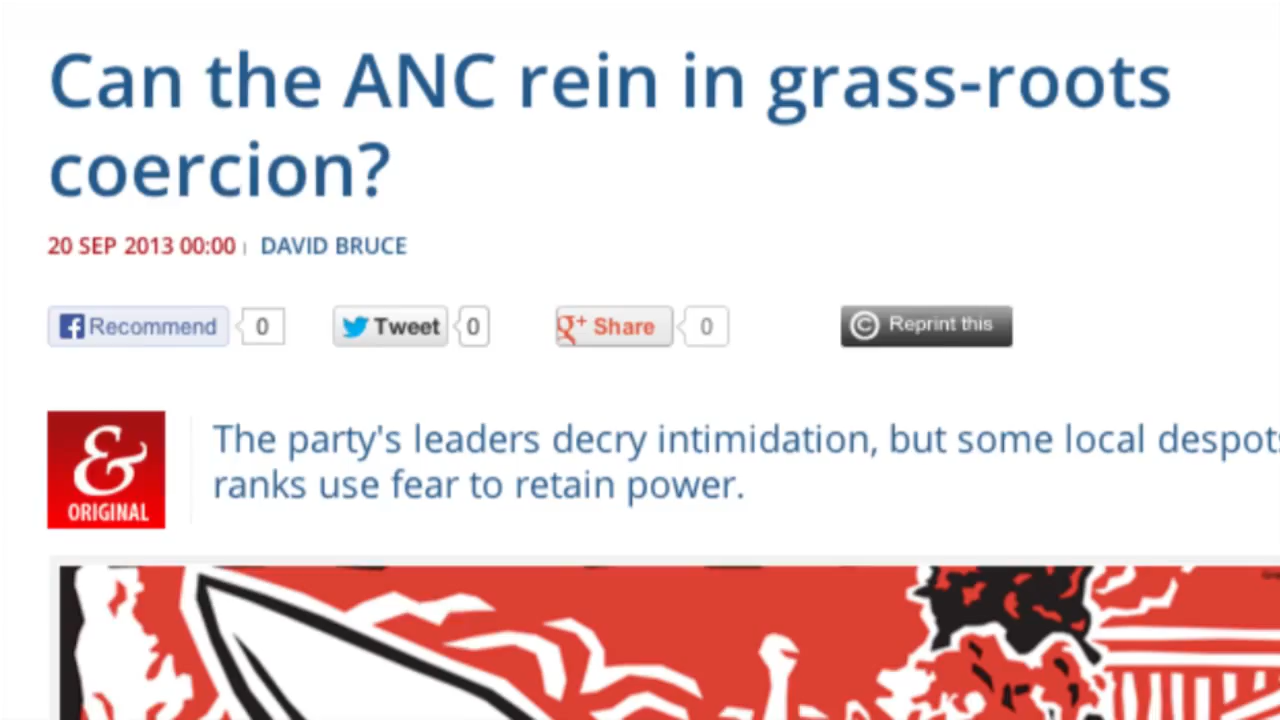 Can the ANC rein in grass-roots
coercion?
20 SEP 2013 00:00 | DAVID BRUCE
Recommend 0 Tweet 0 g+ Share 0 © Reprint this
The party's leaders decry intimidation, but some local despots
ranks use fear to retain power.
&
ORIGINAL